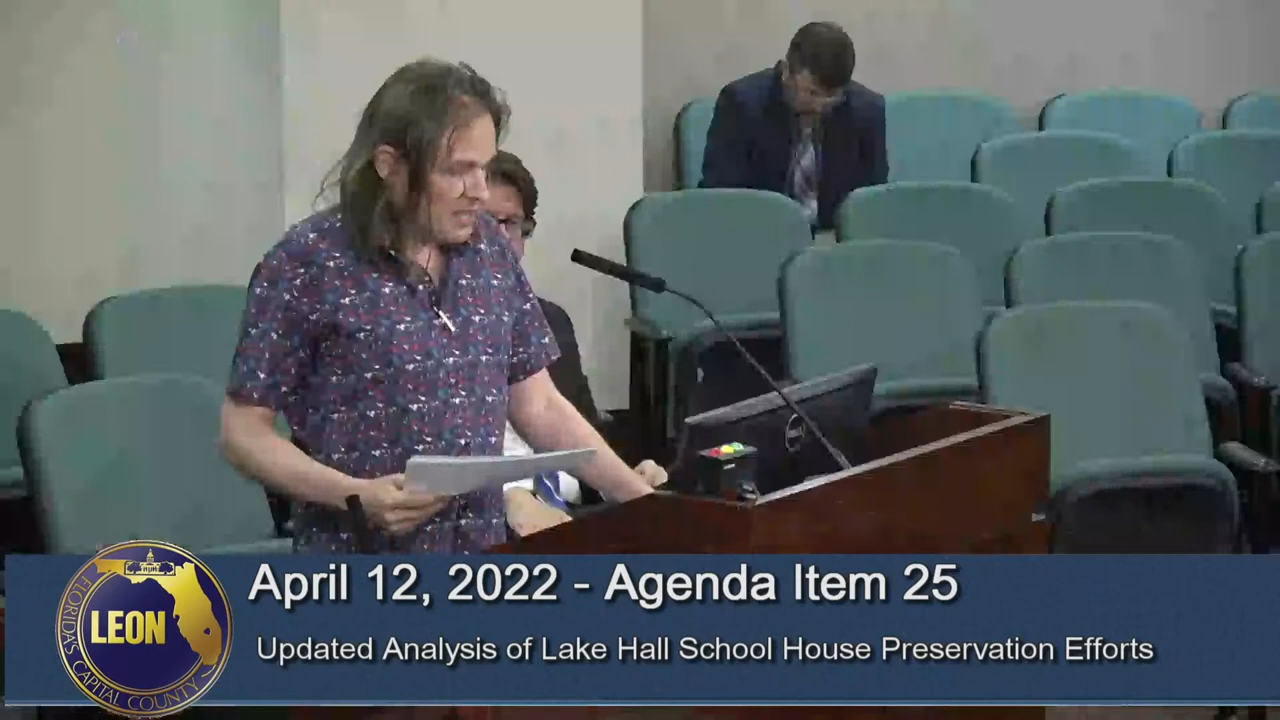 April 12, 2022 - Agenda Item 25
Updated Analysis of Lake Hall School House Preservation Efforts
LEON
FLORIDA'S CAPITAL COUNTY
DELL